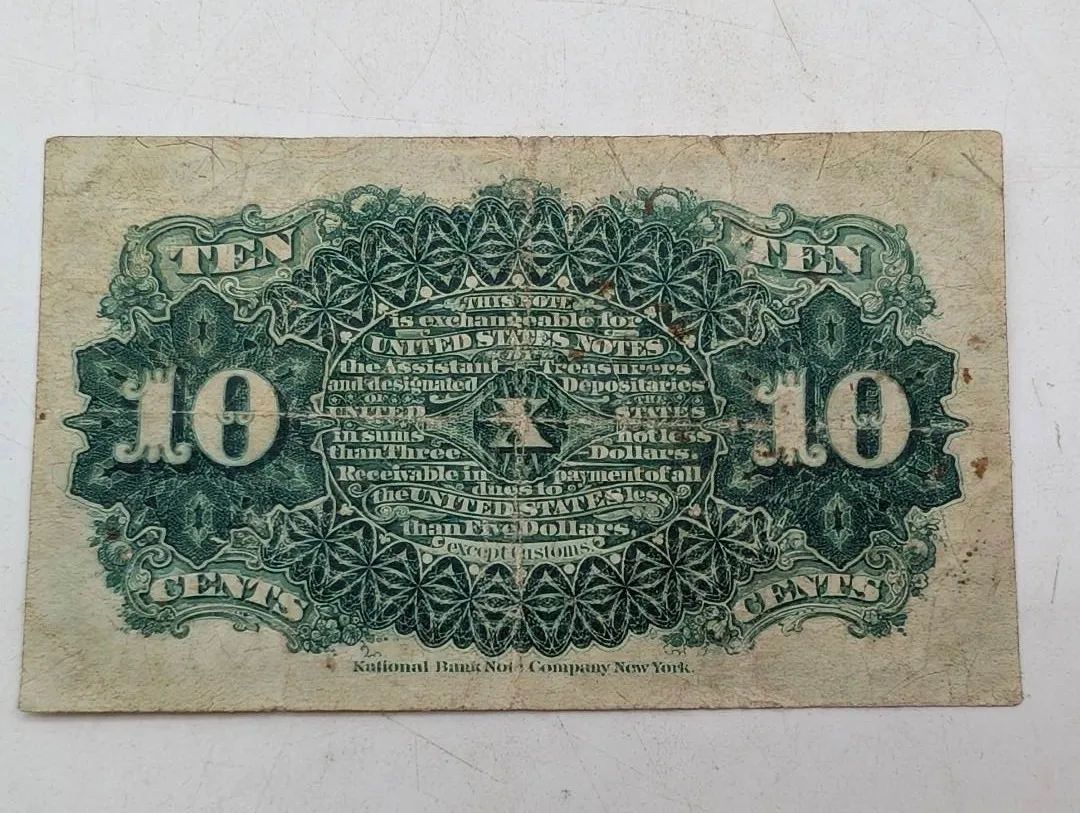 TEN TEN
THIS NOTE
is exchangeable for
UNITED STATES NOTES
the Assistant Treasurers
and designated Depositaries
OF THE
UNITED STATES
10 X 10
in sums not less
than Three Dollars.
Receivable in payment of all
dues to
the UNITED STATES less
than Five Dollars
except Customs.
CENTS CENTS
National Bank Note Company New York.